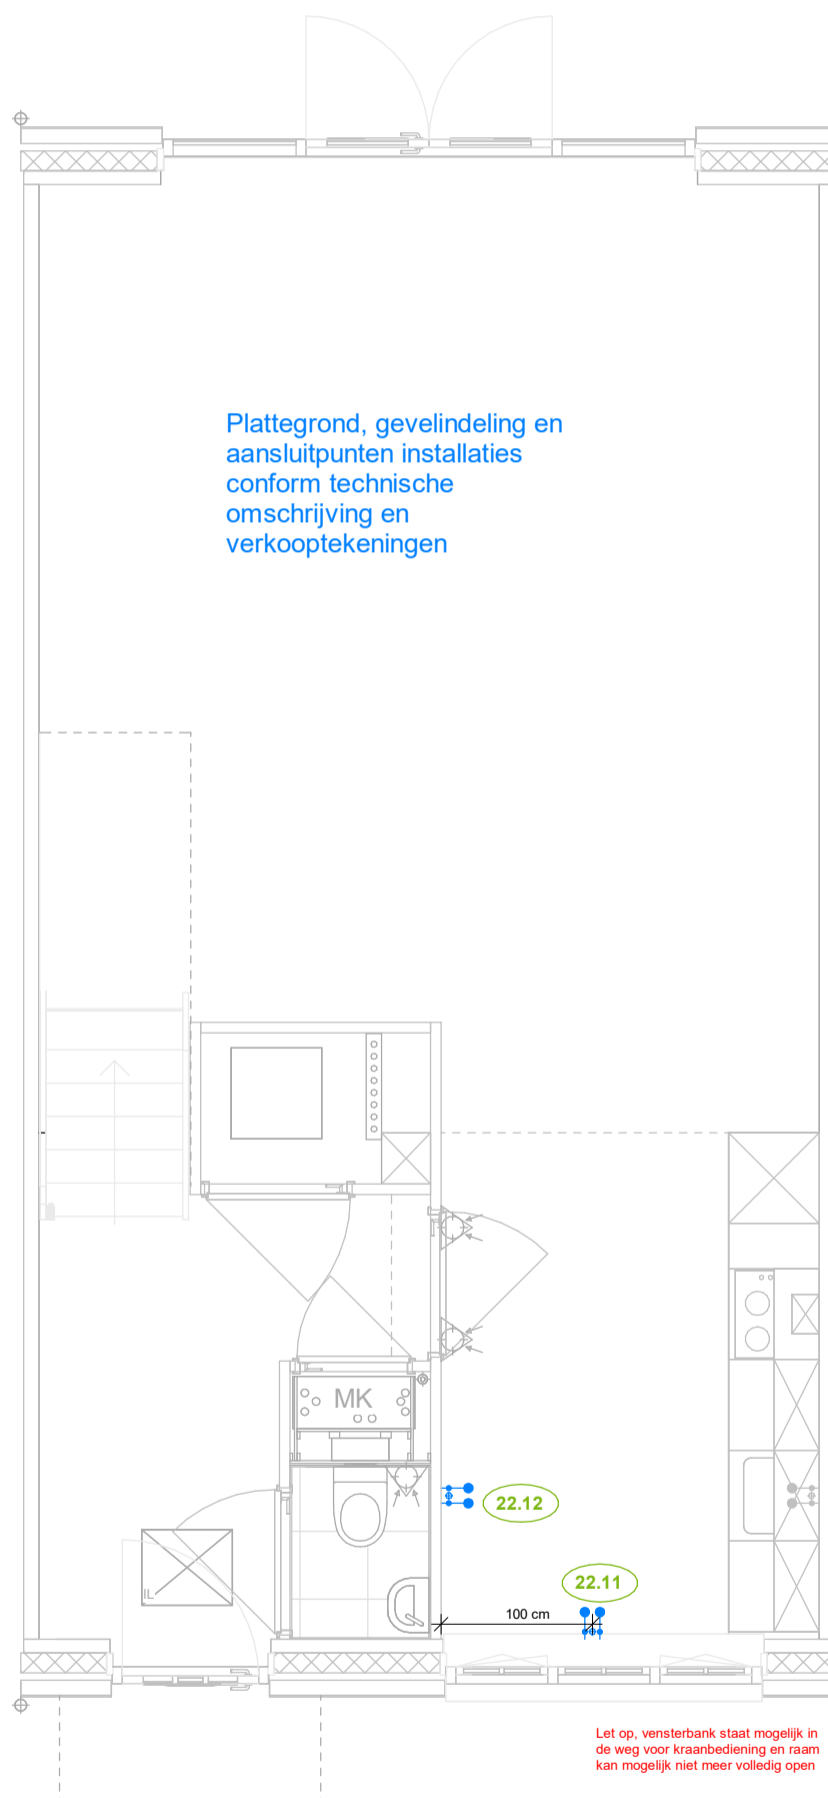 Plattegrond, gevelindeling en
aansluitpunten installaties
conform technische
omschrijving en
verkooptekeningen
MK
22.12
22.11
IL
100 cm
Let op, vensterbank staat mogelijk in
de weg voor kraanbediening en raam
kan mogelijk niet meer volledig open